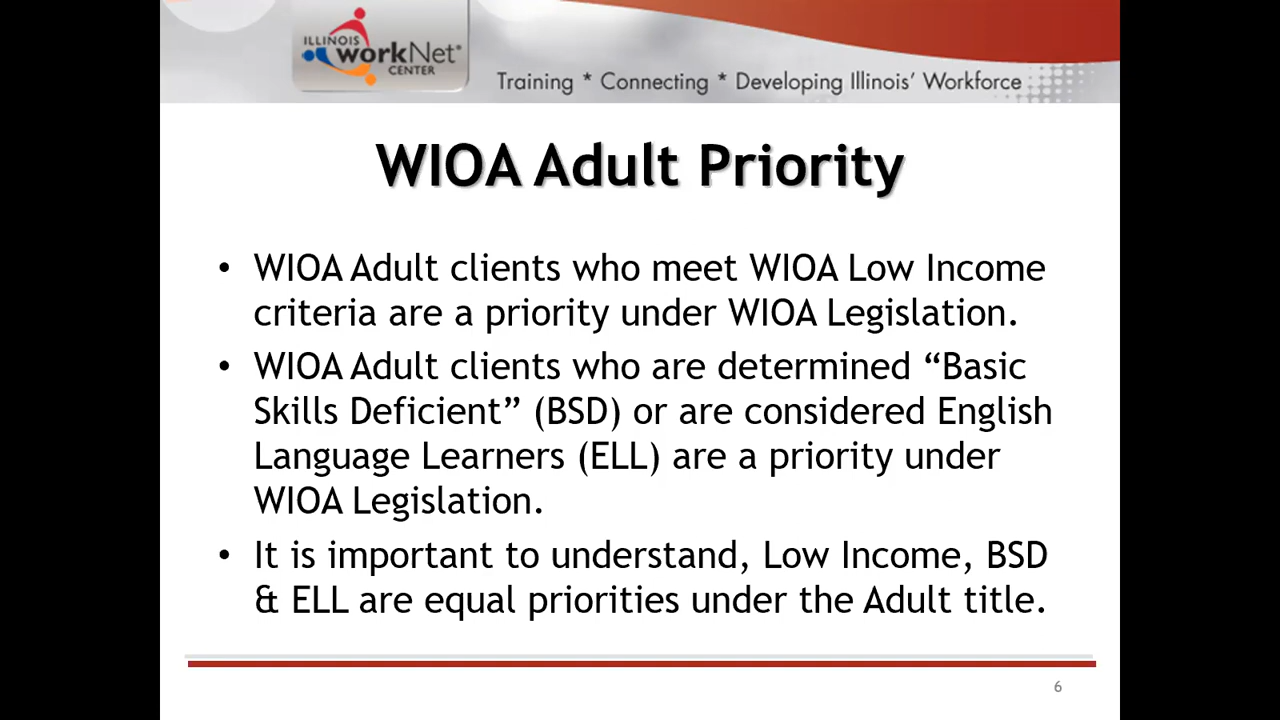 ILLINOIS
workNet®
CENTER
Training * Connecting * Developing Illinois’ Workforce
WIOA Adult Priority
• WIOA Adult clients who meet WIOA Low Income
criteria are a priority under WIOA Legislation.
• WIOA Adult clients who are determined “Basic
Skills Deficient” (BSD) or are considered English
Language Learners (ELL) are a priority under
WIOA Legislation.
• It is important to understand, Low Income, BSD
& ELL are equal priorities under the Adult title.
6